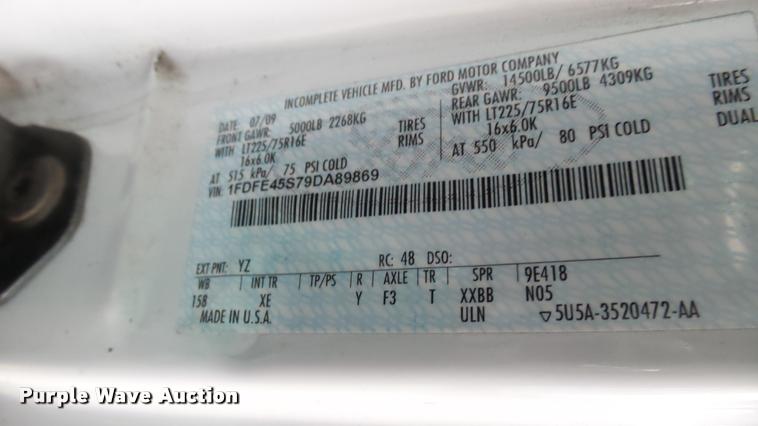 INCOMPLETE VEHICLE MFD. BY FORD MOTOR COMPANY
DATE: 07/09 GVWR: 14500LB/ 6577KG
FRONT GAWR: 5000LB 2268KG REAR GAWR: 9500LB 4309KG
WITH LT225/75R16E TIRES WITH LT225/75R16E TIRES
16x6.0K RIMS 16x6.0K RIMS
AT 515 kPa/ 75 PSI COLD AT 550 kPa/ 80 PSI COLD DUAL
VIN: 1FDFE45S79DA89869
EXT PNT: YZ RC: 48 DSO:
WB INT TR TP/PS R AXLE TR SPR 9E418
158 XE Y F3 T XXBB N05
MADE IN U.S.A. ULN ▽5U5A-3520472-AA
Purple Wave Auction